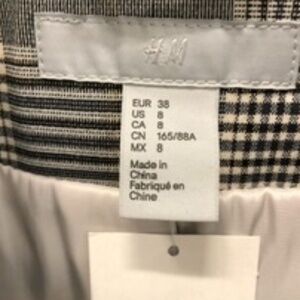 H&M
EUR 38
US 8
CA 8
CN 165/88A
MX 8
Made in
China
Fabriqué en
Chine